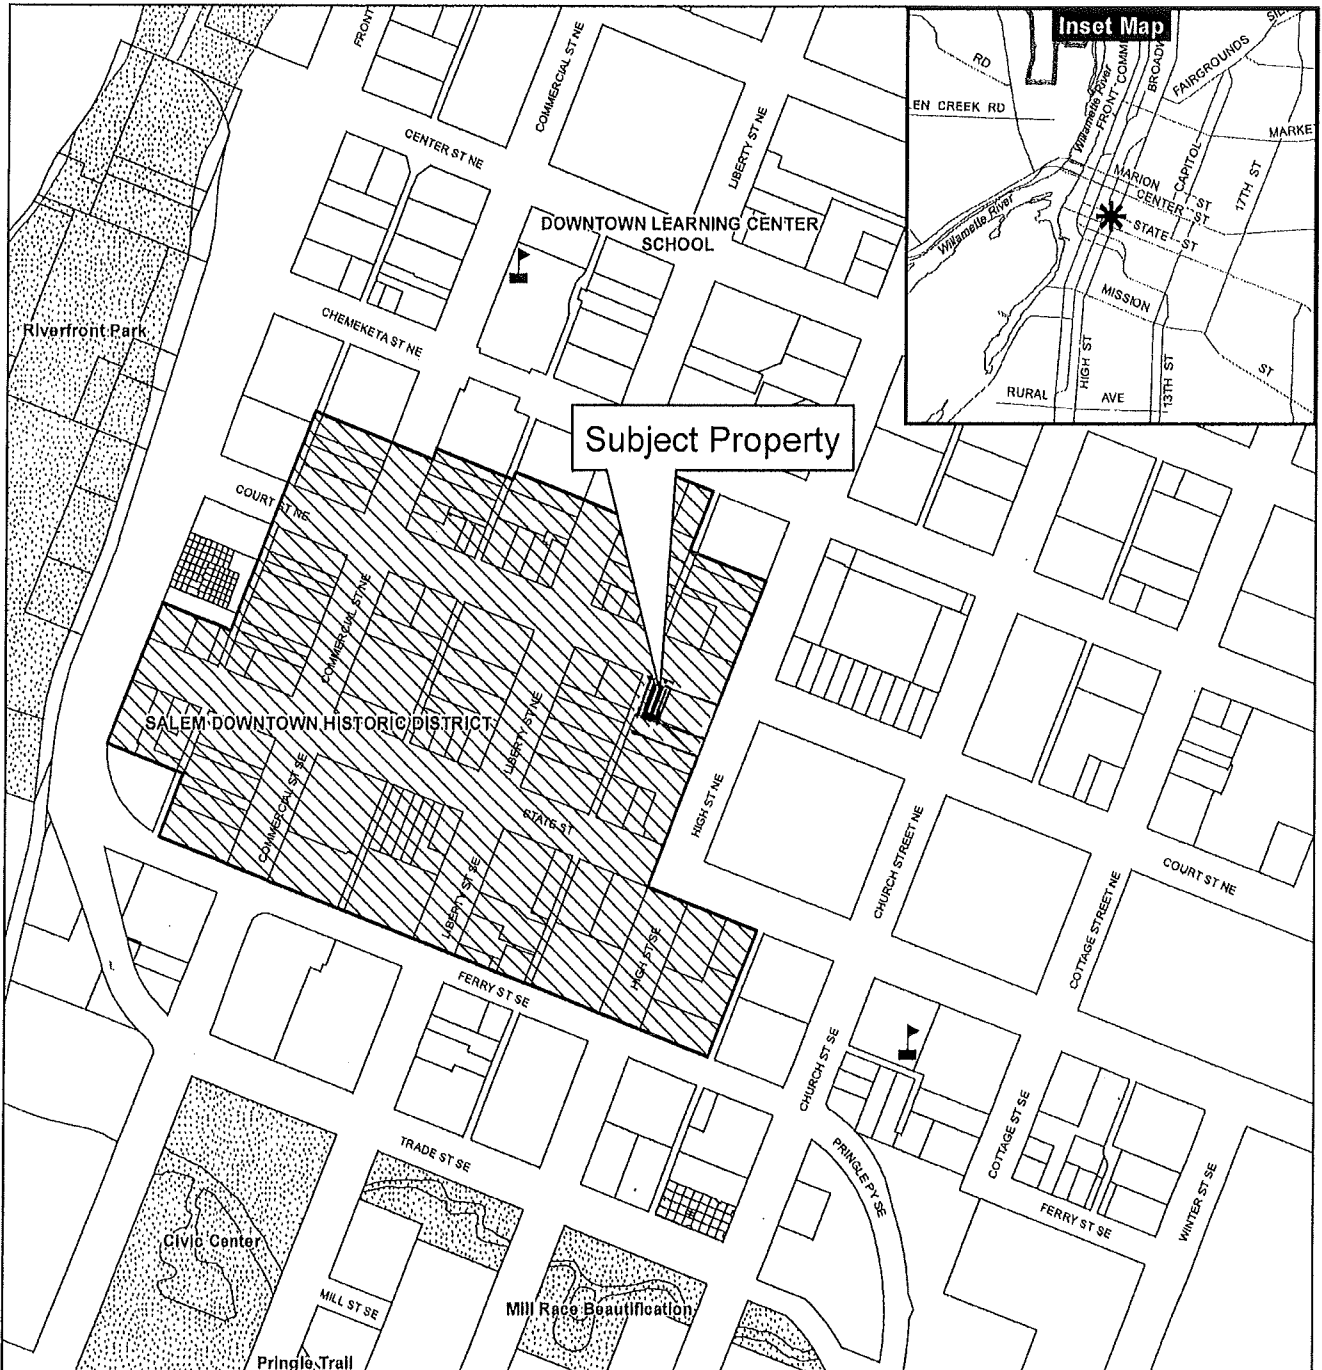 Inset Map
RD
EN CREEK RD
Willamette River
FRONT
COMM
BROADW
FAIRGROUNDS
SIL
MARKE
MARION ST
CENTER ST
CAPITOL
17TH ST
STATE ST
Willamette River
MISSION ST
HIGH ST
13TH ST
RURAL AVE
FRONT
COMMERCIAL ST NE
CENTER ST NE
LIBERTY ST NE
DOWNTOWN LEARNING CENTER
SCHOOL
Riverfront Park
CHEMEKETA ST NE
Subject Property
COURT ST NE
COMMERCIAL ST NE
SALEM DOWNTOWN HISTORIC DISTRICT
LIBERTY ST NE
COMMERCIAL ST SE
STATE ST
HIGH ST NE
CHURCH STREET NE
COURT ST NE
COTTAGE STREET NE
LIBERTY ST SE
HIGH ST SE
FERRY ST SE
CHURCH ST SE
COTTAGE ST SE
TRADE ST SE
PRINGLE PY SE
FERRY ST SE
WINTER ST SE
Civic Center
MILL ST SE
Mill Race Beautification
Pringle Trail